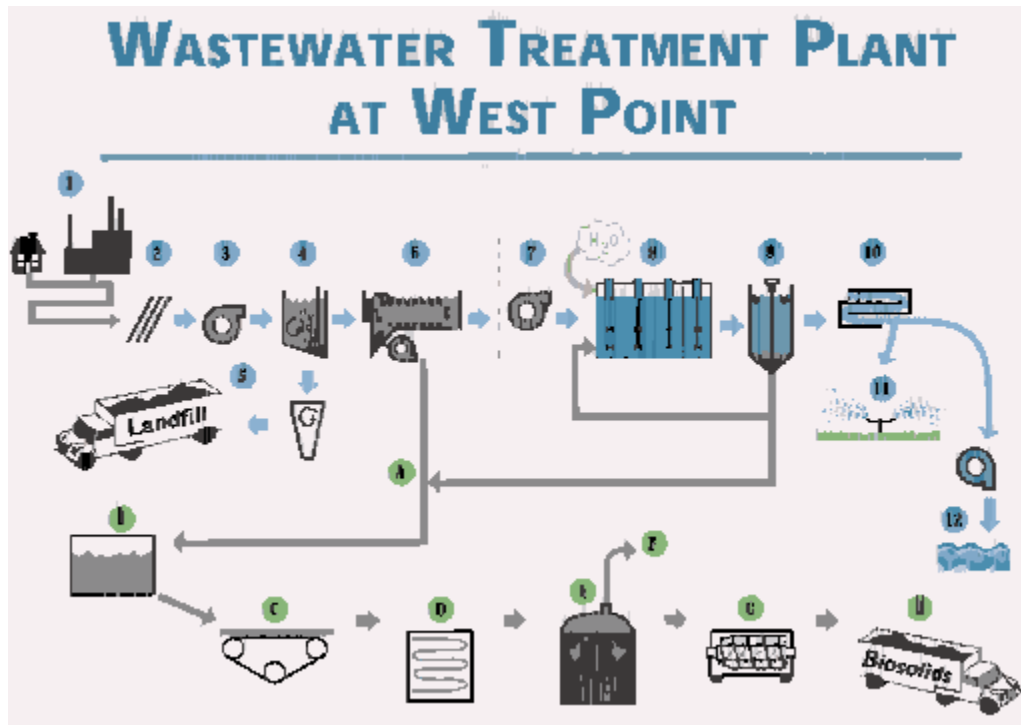 WASTEWATER TREATMENT PLANT
AT WEST POINT
1
2
3
4
6
7
H2O
8
9
10
5
Landfill
11
A
12
B
F
C
D
E
G
H
Biosolids